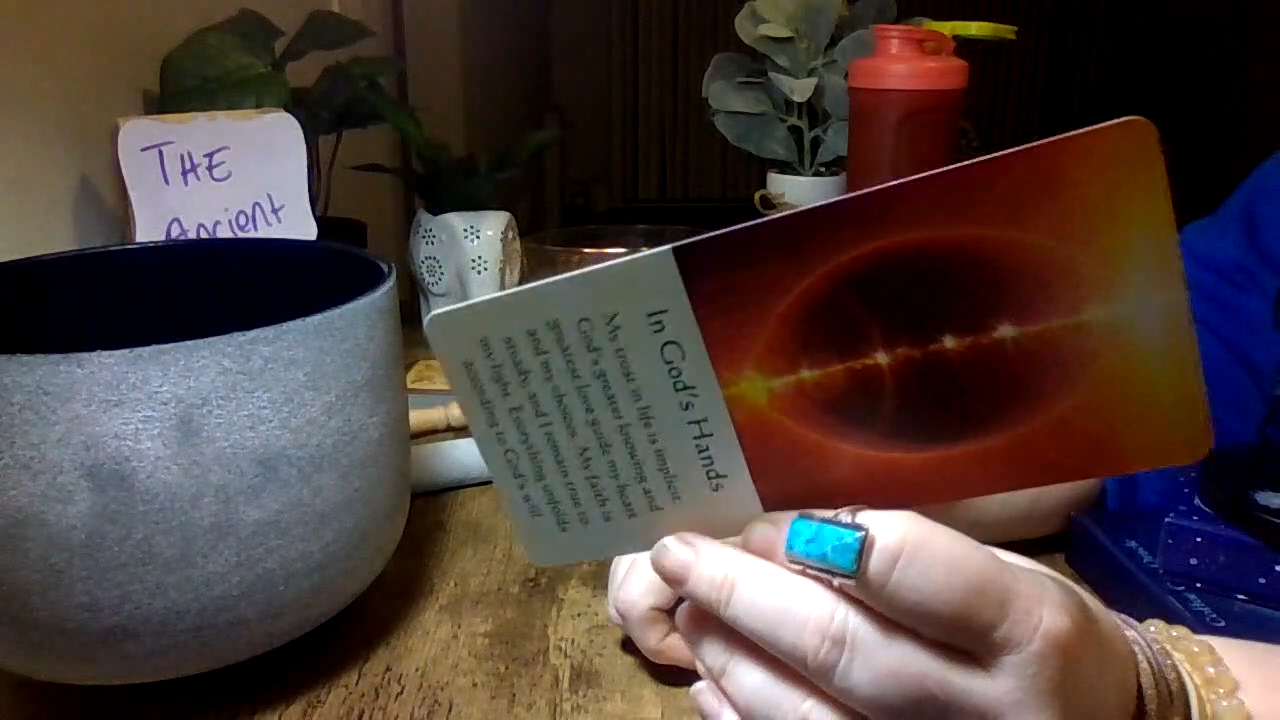 THE
Ancient
In God's Hands
My trust in life is implicit.
God's greater knowing and
greatest love guide my heart
and my choices. My faith is
steady, and I remain true to
my light. Everything unfolds
according to God's will.